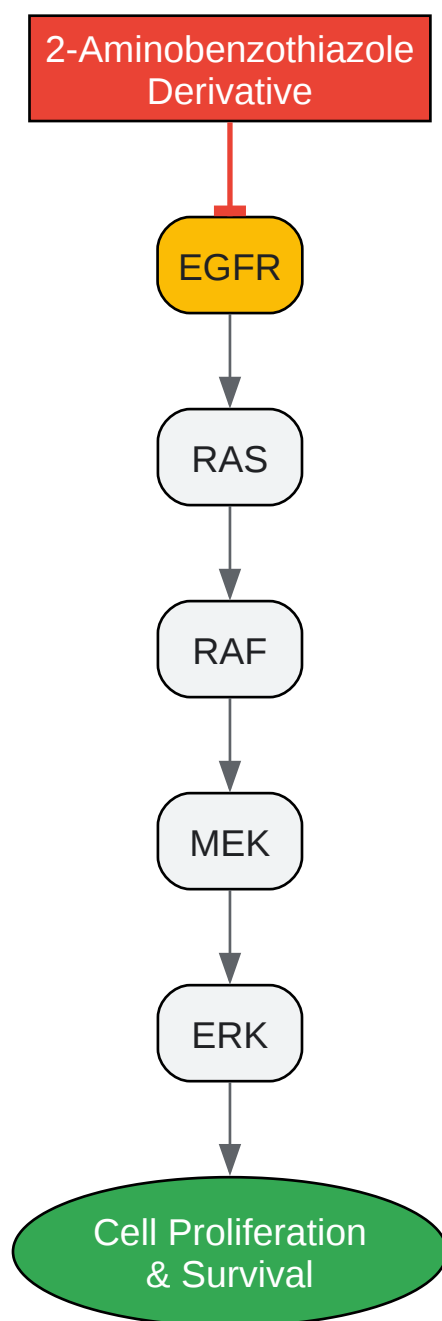 2-Aminobenzothiazole
Derivative
EGFR
RAS
RAF
MEK
ERK
Cell Proliferation
& Survival